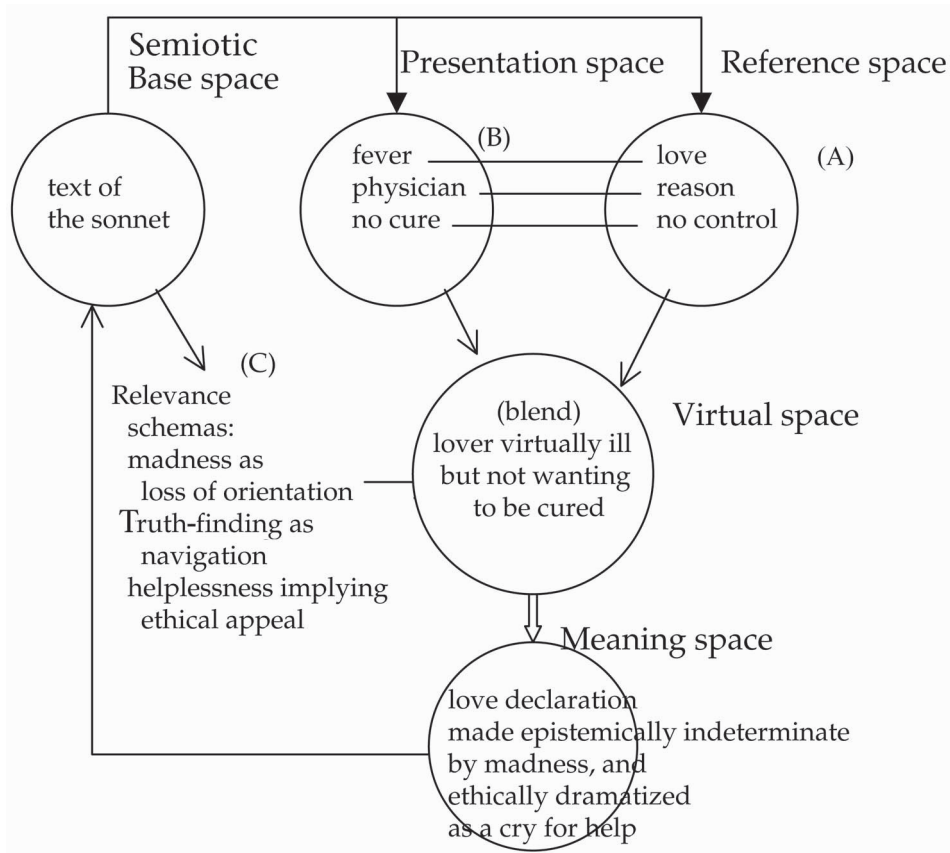 Semiotic
Base space
Presentation space
Reference space
text of
the sonnet
(B)
fever
physician
no cure
(A)
love
reason
no control
(C)
Relevance
schemas:
madness as
loss of orientation
Truth-finding as
navigation
helplessness implying
ethical appeal
(blend)
lover virtually ill
but not wanting
to be cured
Virtual space
Meaning space
love declaration
made epistemically indeterminate
by madness, and
ethically dramatized
as a cry for help